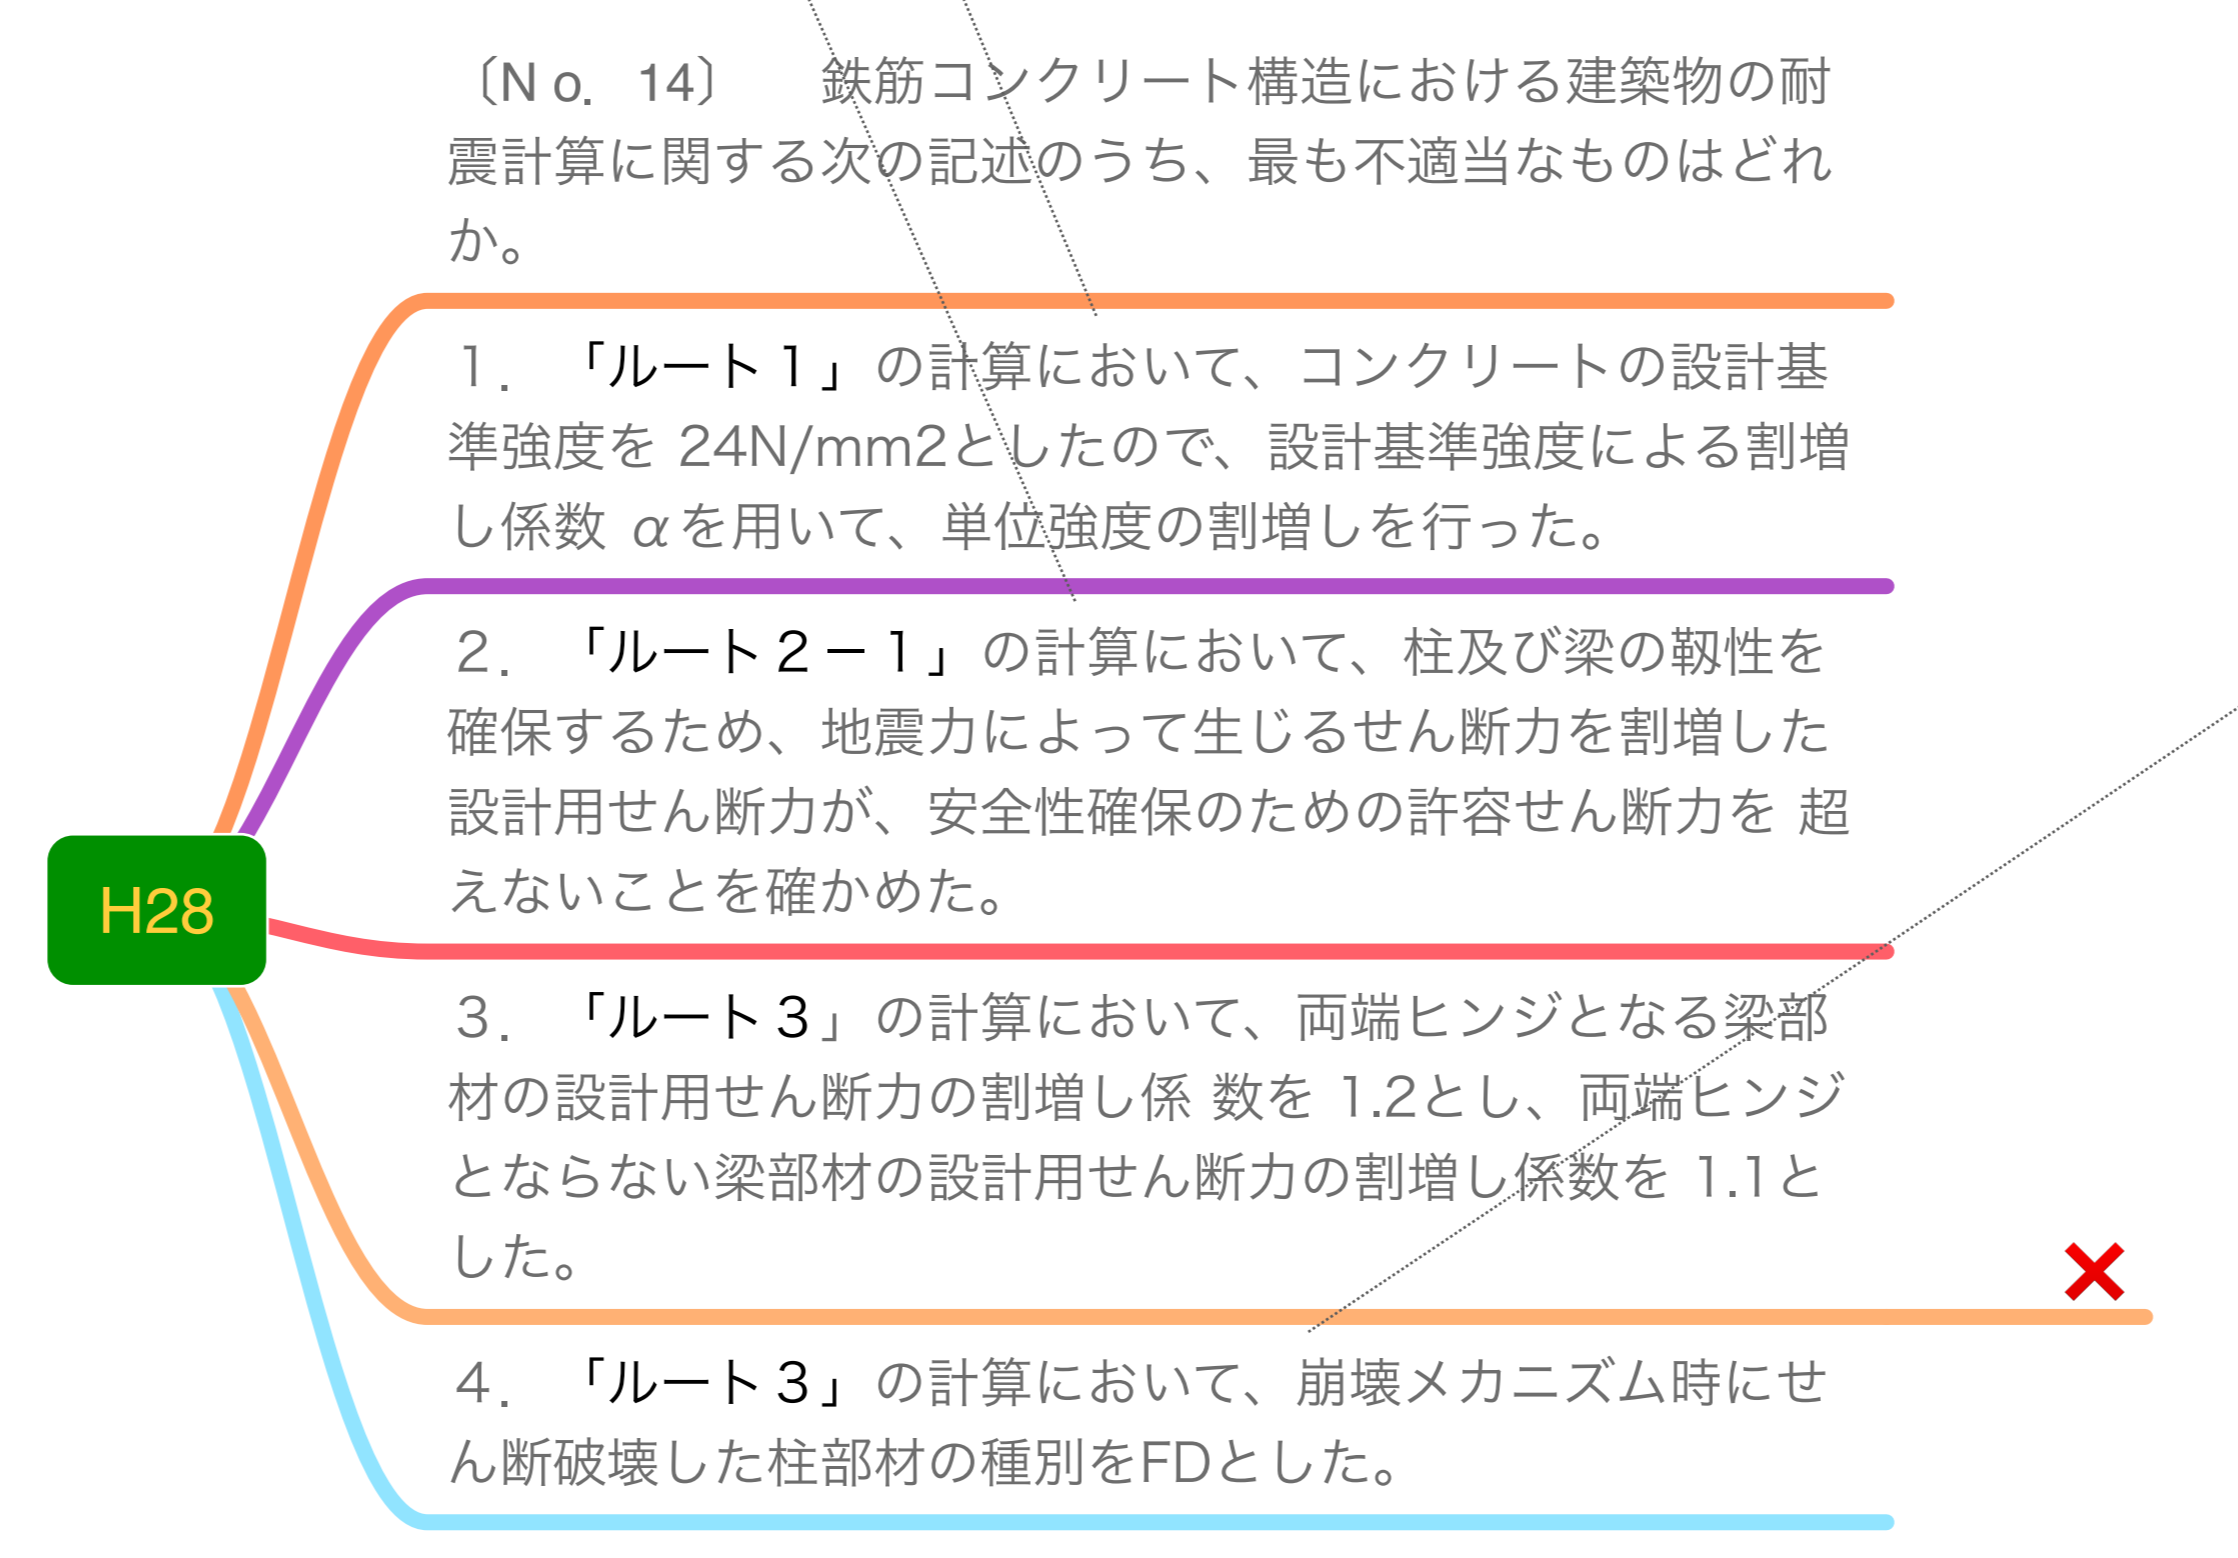 〔Ｎｏ．14〕　　鉄筋コンクリート構造における建築物の耐
震計算に関する次の記述のうち、最も不適当なものはどれ
か。
１．　「ルート１」の計算において、コンクリートの設計基
準強度を 24N/mm2としたので、設計基準強度による割増
し係数 αを用いて、単位強度の割増しを行った。
２．　「ルート２－１」の計算において、柱及び梁の靱性を
確保するため、地震力によって生じるせん断力を割増した
設計用せん断力が、安全性確保のための許容せん断力を 超
えないことを確かめた。
H28
３．　「ルート３」の計算において、両端ヒンジとなる梁部
材の設計用せん断力の割増し係 数を 1.2とし、両端ヒンジ
とならない梁部材の設計用せん断力の割増し係数を 1.1と
した。
４．　「ルート３」の計算において、崩壊メカニズム時にせ
ん断破壊した柱部材の種別をFDとした。